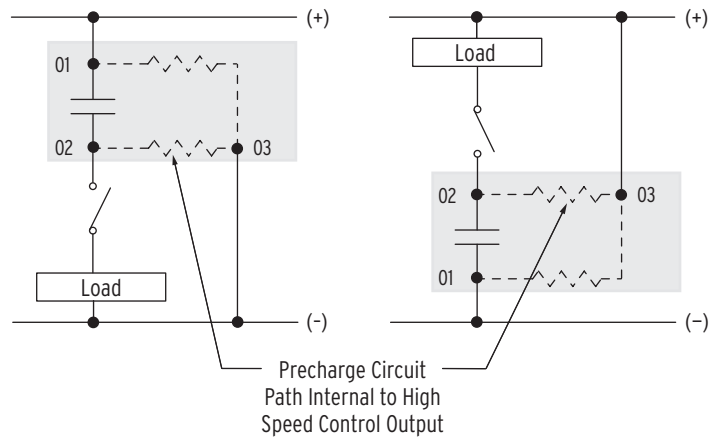 (+)
01
02
03
Load
(-)
(+)
Load
02
03
01
(–)
Precharge Circuit
Path Internal to High
Speed Control Output